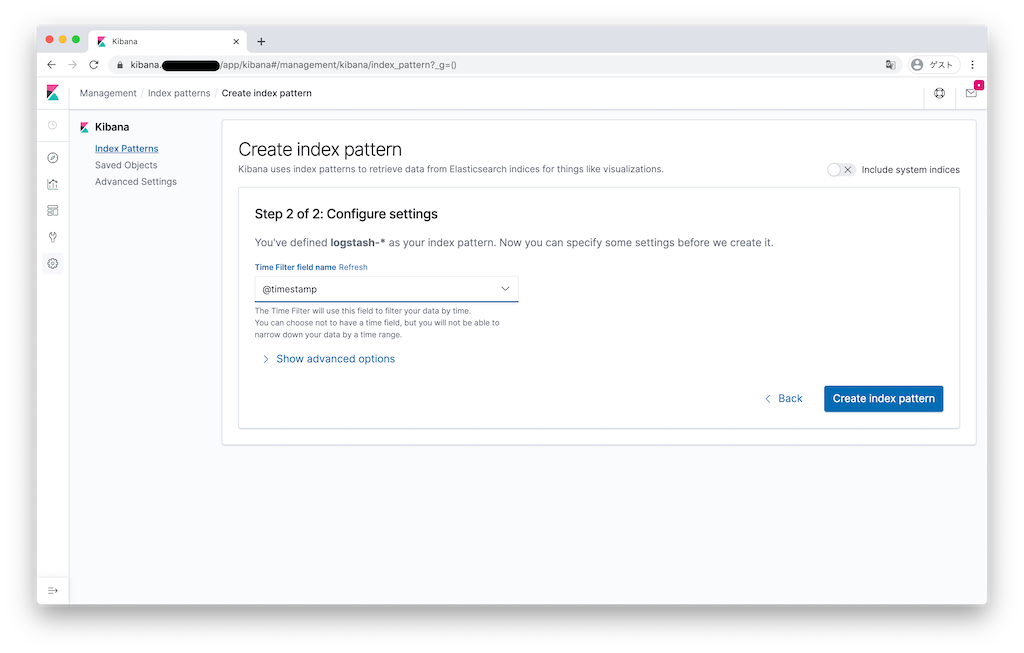 Kibana
kibana. /app/kibana#/management/kibana/index_pattern?_g=()
ゲスト
Management / Index patterns / Create index pattern
Kibana
Index Patterns
Saved Objects
Advanced Settings
Create index pattern
Kibana uses index patterns to retrieve data from Elasticsearch indices for things like visualizations.
Include system indices
Step 2 of 2: Configure settings
You've defined logstash-* as your index pattern. Now you can specify some settings before we create it.
Time Filter field name Refresh
@timestamp
The Time Filter will use this field to filter your data by time.
You can choose not to have a time field, but you will not be able to
narrow down your data by a time range.
Show advanced options
Back
Create index pattern